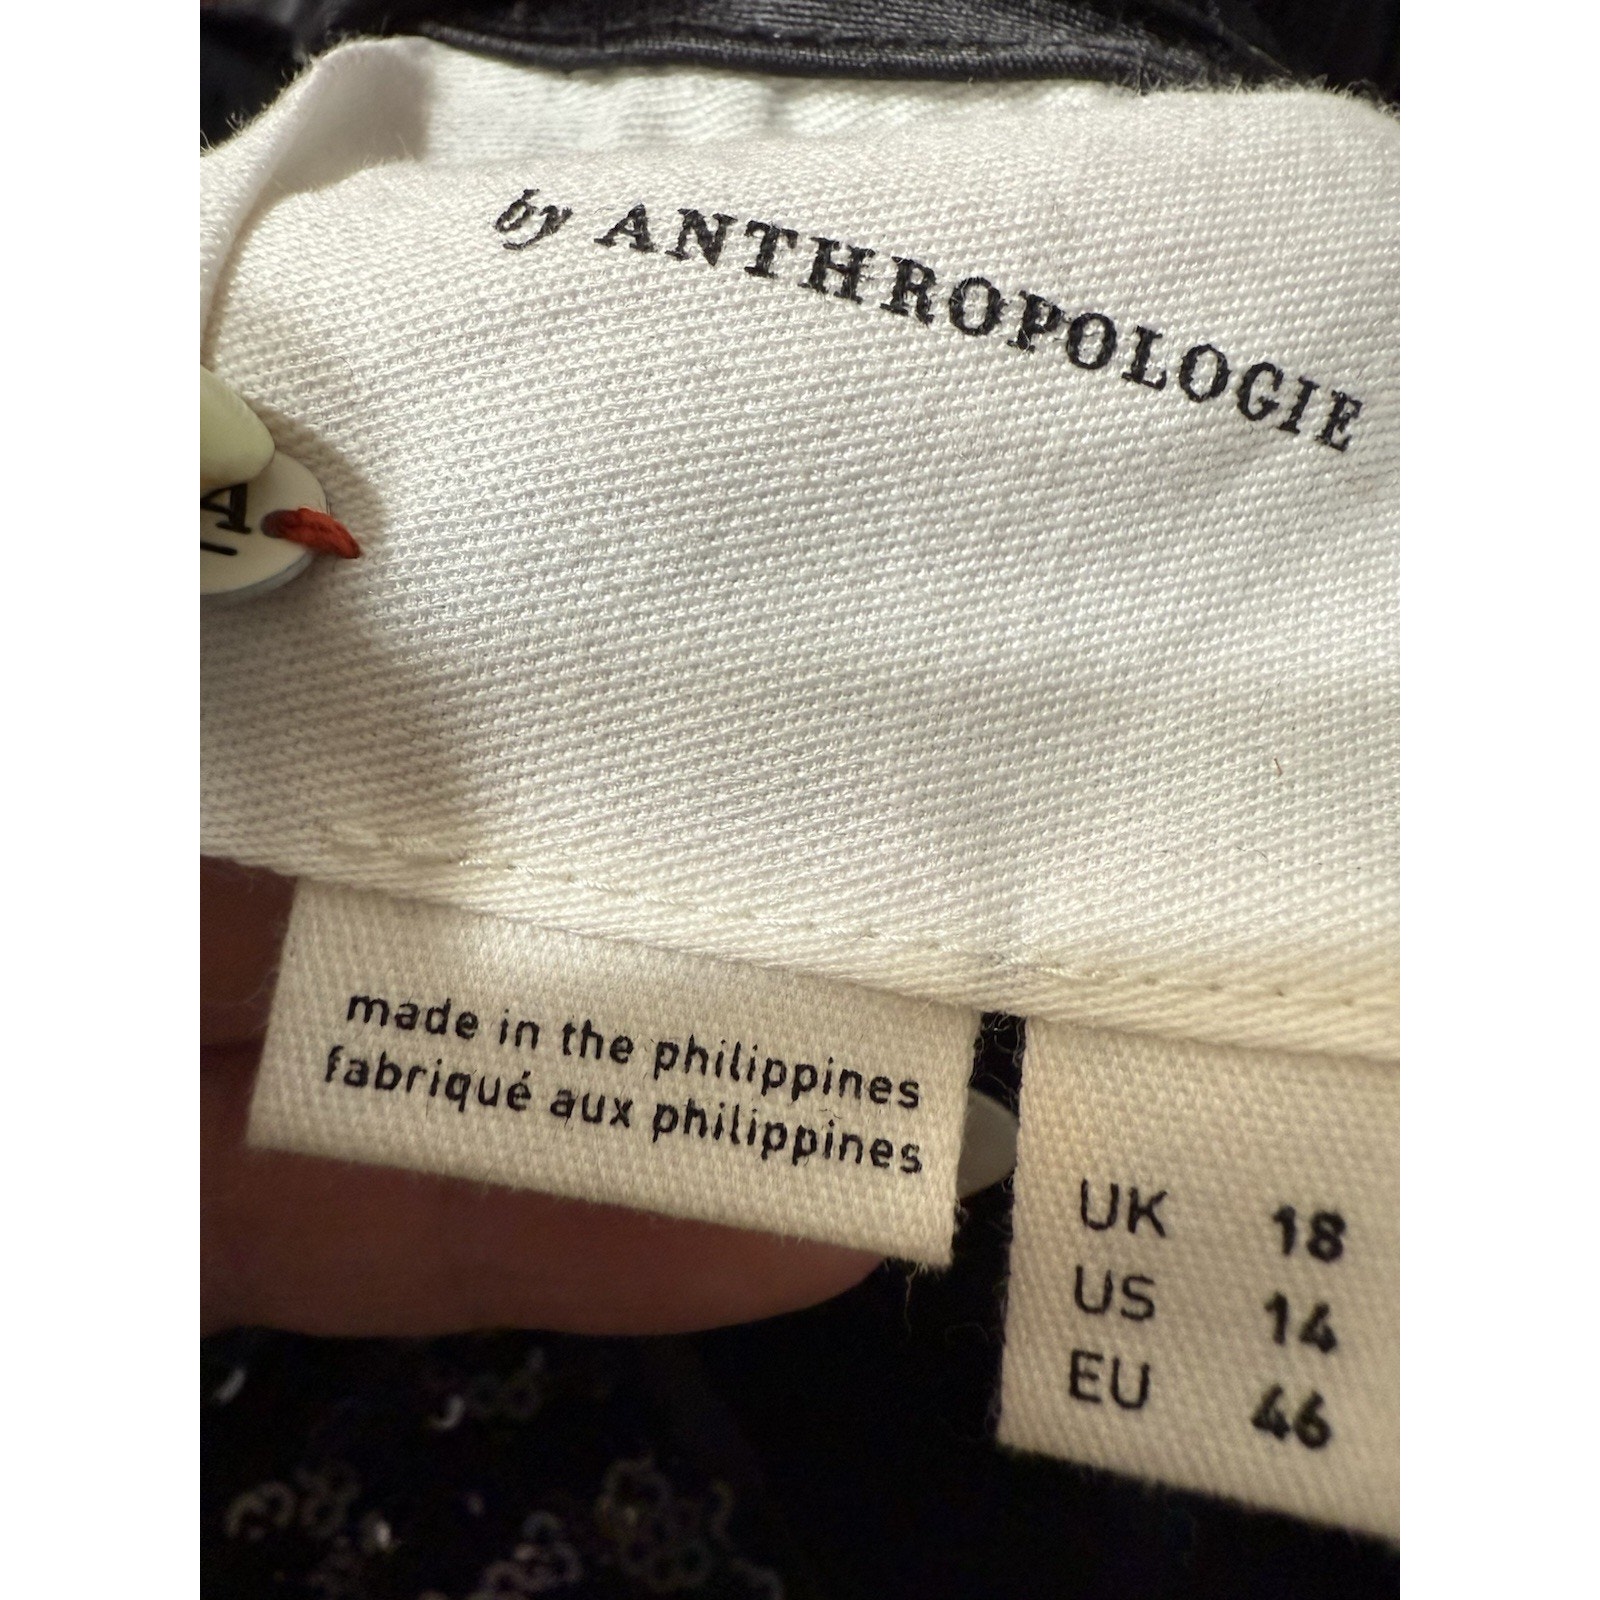 by ANTHROPOLOGIE
A
made in the philippines
fabriqué aux philippines
UK 18
US 14
EU 46